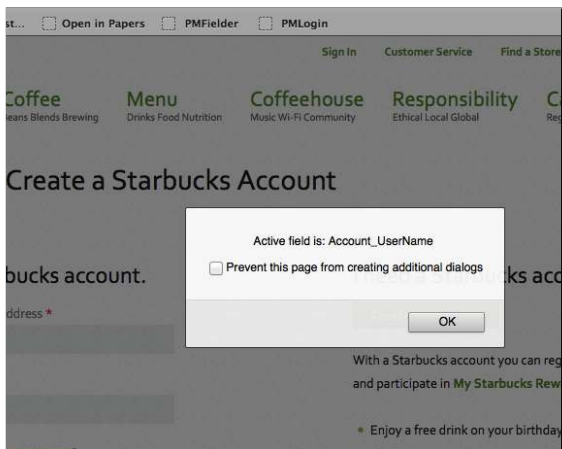 st... Open in Papers PMFielder PMLogin
Sign In Customer Service Find a Store
Coffee Menu Coffeehouse Responsibility Ca
eans Blends Brewing Drinks Food Nutrition Music Wi-Fi Community Ethical Local Global Reg
Create a Starbucks Account
Active field is: Account_UserName
Prevent this page from creating additional dialogs
bucks account.
cks acc
ddress *
OK
With a Starbucks account you can reg
and participate in My Starbucks Rew
• Enjoy a free drink on your birthday